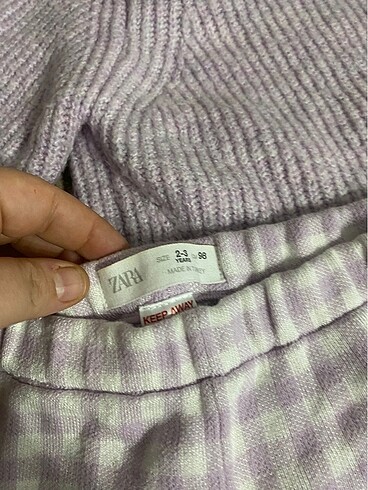 ZARA
SIZE 2-3 YEARS 98
MADE IN TURKEY
KEEP AWAY